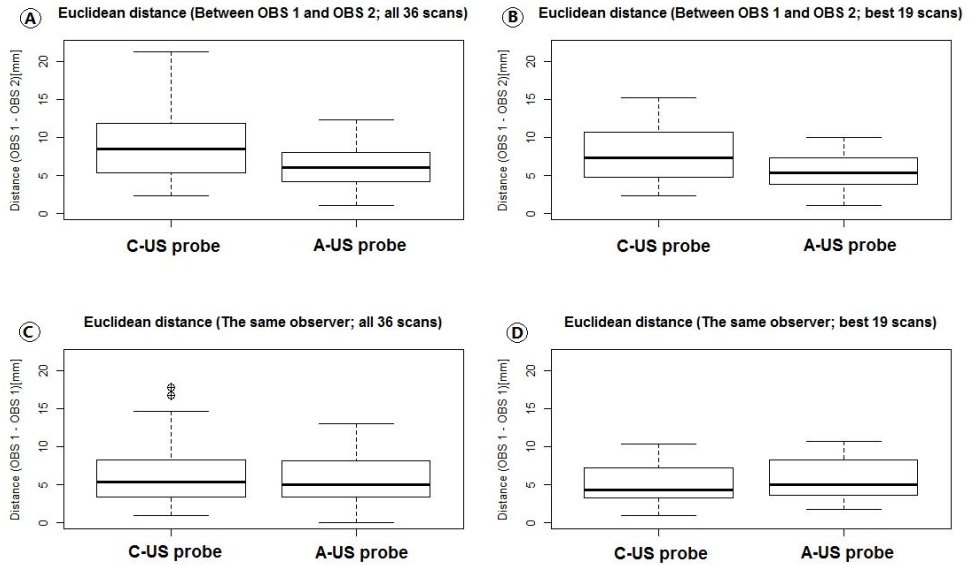 A Euclidean distance (Between OBS 1 and OBS 2; all 36 scans)
Distance (OBS 1 - OBS 2)[mm]
20
15
10
5
0
C-US probe A-US probe
B Euclidean distance (Between OBS 1 and OBS 2; best 19 scans)
Distance (OBS 1 - OBS 2)[mm]
20
15
10
5
0
C-US probe A-US probe
C Euclidean distance (The same observer; all 36 scans)
Distance (OBS 1 - OBS 1)[mm]
20
15
10
5
0
C-US probe A-US probe
D Euclidean distance (The same observer; best 19 scans)
Distance (OBS 1 - OBS 1)[mm]
20
15
10
5
0
C-US probe A-US probe